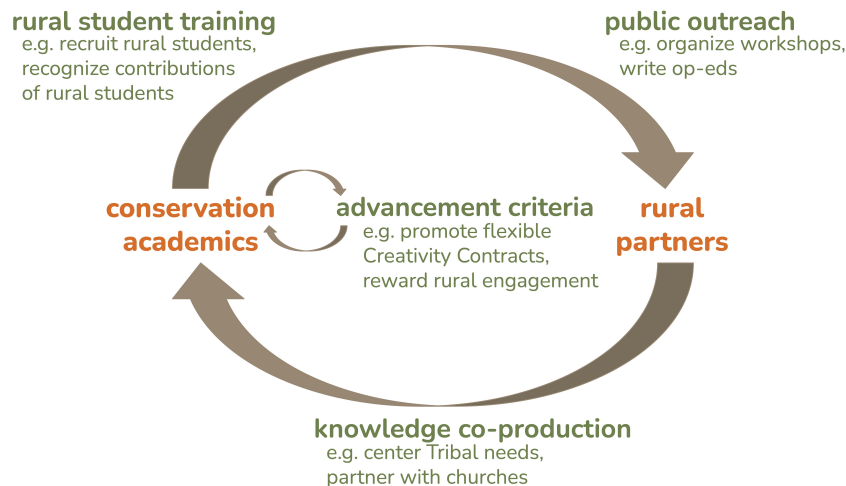 rural student training
e.g. recruit rural students,
recognize contributions
of rural students
public outreach
e.g. organize workshops,
write op-eds
conservation
academics
advancement criteria
e.g. promote flexible
Creativity Contracts,
reward rural engagement
rural
partners
knowledge co-production
e.g. center Tribal needs,
partner with churches